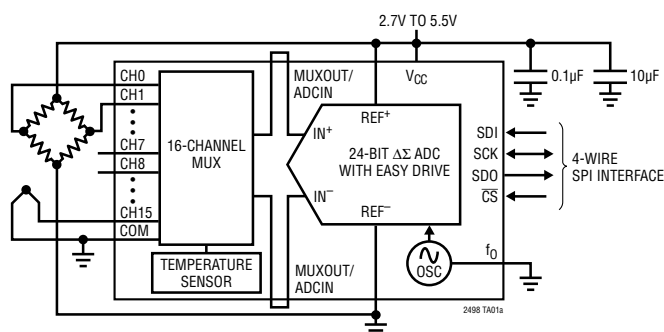 2.7V TO 5.5V
VCC
0.1µF
10µF
CH0
CH1
CH7
CH8
CH15
COM
16-CHANNEL
MUX
TEMPERATURE
SENSOR
MUXOUT/
ADCIN
MUXOUT/
ADCIN
IN+
IN–
REF+
24-BIT ΔΣ ADC
WITH EASY DRIVE
REF–
OSC
SDI
SCK
SDO
CS
fO
4-WIRE
SPI INTERFACE
2498 TA01a